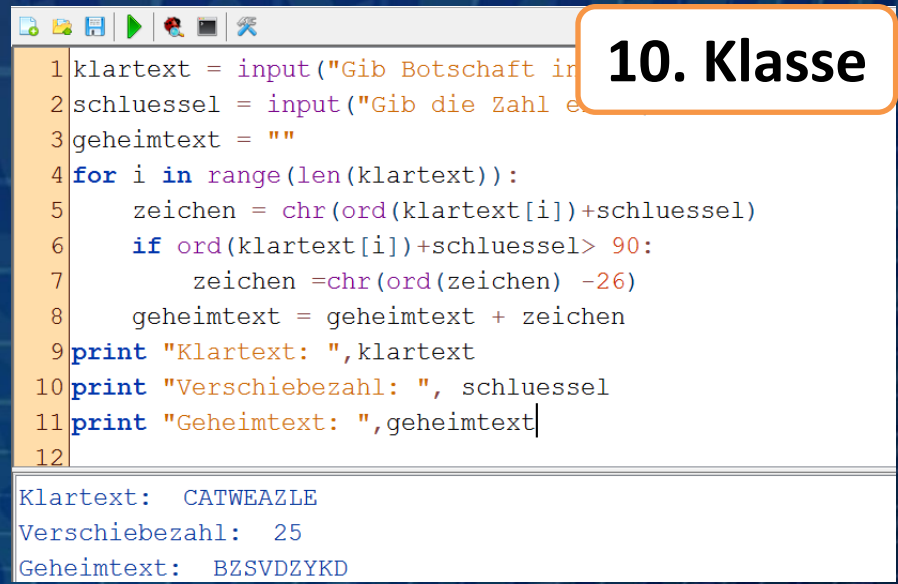 10. Klasse
1 klartext = input("Gib Botschaft in
2 schluessel = input("Gib die Zahl
3 geheimtext = ""
4 for i in range(len(klartext)):
5     zeichen = chr(ord(klartext[i])+schluessel)
6     if ord(klartext[i])+schluessel> 90:
7         zeichen =chr(ord(zeichen) -26)
8     geheimtext = geheimtext + zeichen
9 print "Klartext: ",klartext
10 print "Verschiebezahl: ", schluessel
11 print "Geheimtext: ",geheimtext
12
Klartext:  CATWEAZLE
Verschiebezahl:  25
Geheimtext:  BZSVDZYKD